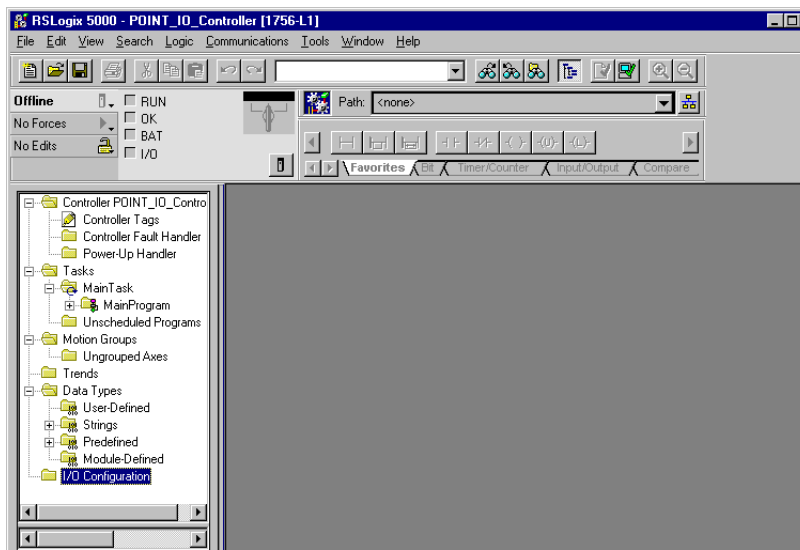 RSLogix 5000 - POINT_IO_Controller [1756-L1]
File Edit View Search Logic Communications Tools Window Help
Offline
RUN
No Forces
OK
No Edits
BAT
I/O
Path: <none>
Favorites Bit Timer/Counter Input/Output Compare
Controller POINT_IO_Contro
Controller Tags
Controller Fault Handler
Power-Up Handler
Tasks
MainTask
MainProgram
Unscheduled Programs
Motion Groups
Ungrouped Axes
Trends
Data Types
User-Defined
Strings
Predefined
Module-Defined
I/O Configuration